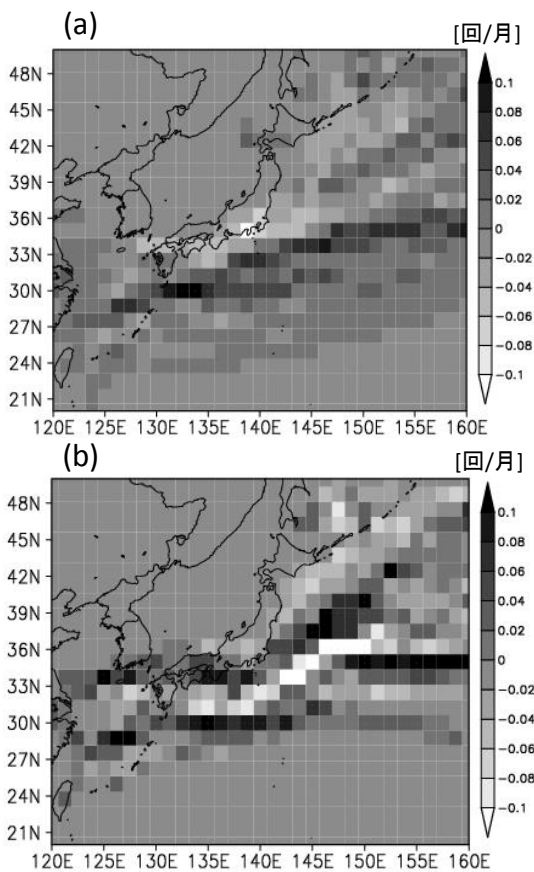 (a)
[回/月]
48N
45N
42N
39N
36N
33N
30N
27N
24N
21N
120E 125E 130E 135E 140E 145E 150E 155E 160E
0.1
0.08
0.06
0.04
0.02
0
-0.02
-0.04
-0.06
-0.08
-0.1
(b)
[回/月]
48N
45N
42N
39N
36N
33N
30N
27N
24N
21N
120E 125E 130E 135E 140E 145E 150E 155E 160E
0.1
0.08
0.06
0.04
0.02
0
-0.02
-0.04
-0.06
-0.08
-0.1